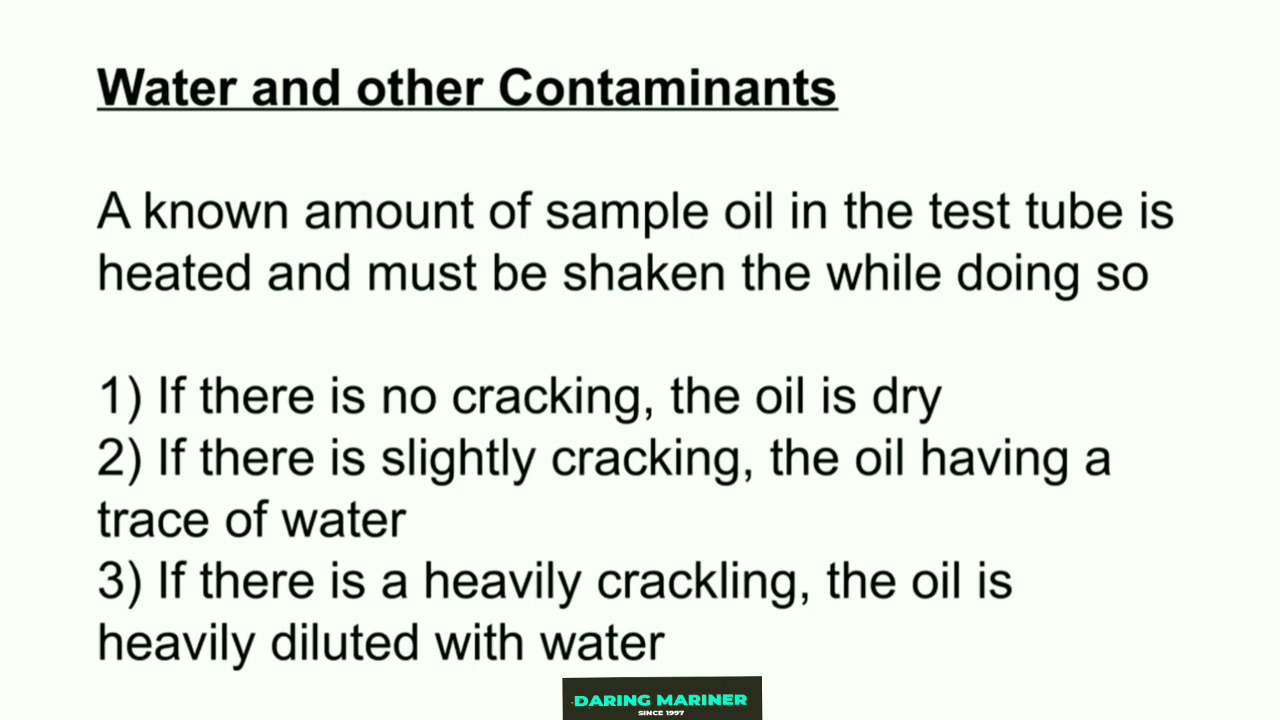 Water and other Contaminants
A known amount of sample oil in the test tube is
heated and must be shaken the while doing so
1) If there is no cracking, the oil is dry
2) If there is slightly cracking, the oil having a
trace of water
3) If there is a heavily crackling, the oil is
heavily diluted with water
DARING MARINER
SINCE 1997